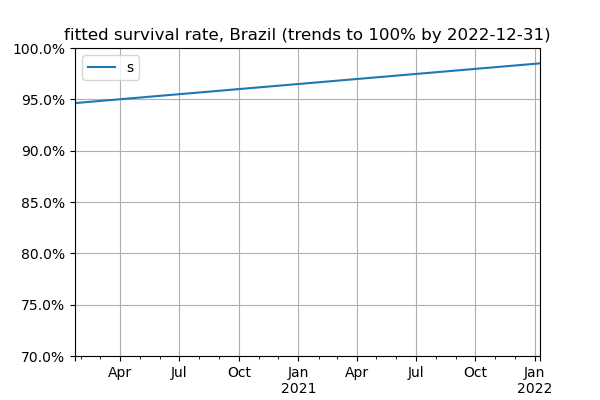 fitted survival rate, Brazil (trends to 100% by 2022-12-31)
s
100.0%
95.0%
90.0%
85.0%
80.0%
75.0%
70.0%
Apr Jul Oct Jan Apr Jul Oct Jan
2021 2022